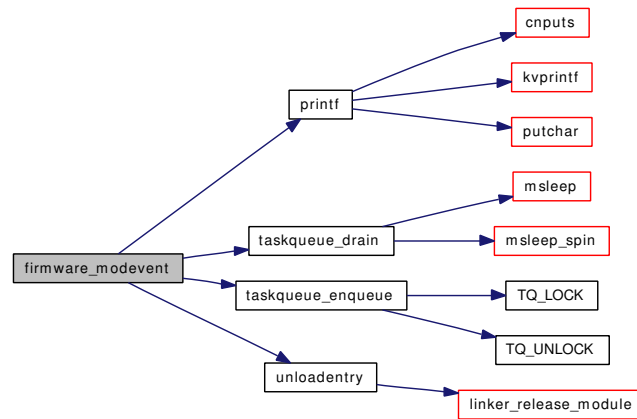 cnputs
kvprintf
printf
putchar
msleep
taskqueue_drain
msleep_spin
firmware_modevent
taskqueue_enqueue
TQ_LOCK
TQ_UNLOCK
unloadentry
linker_release_module